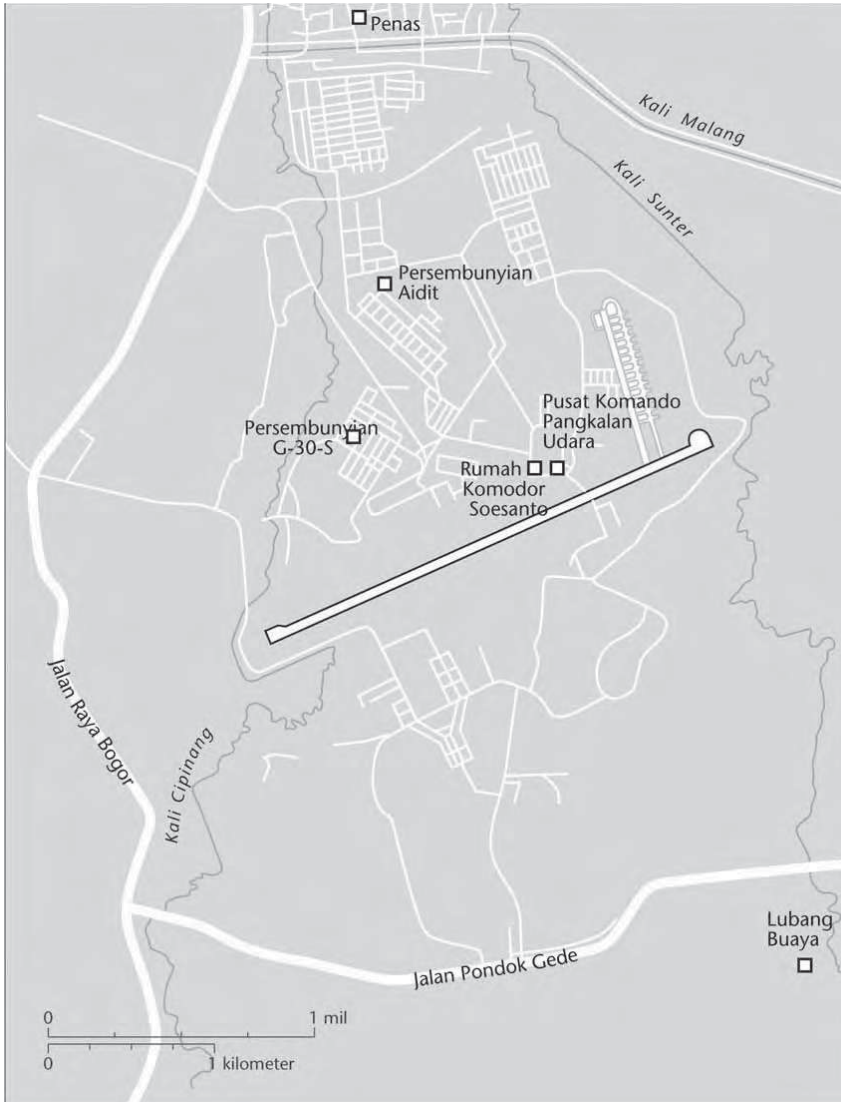 Penas
Kali Malang
Kali Sunter
Persembunyian
Aidit
Pusat Komando
Pangkalan
Udara
Persembunyian
G-30-S
Rumah
Komodor
Soesanto
Jalan Raya Bogor
Kali Cipinang
Lubang
Buaya
Jalan Pondok Gede
0 1 mil
0 1 kilometer